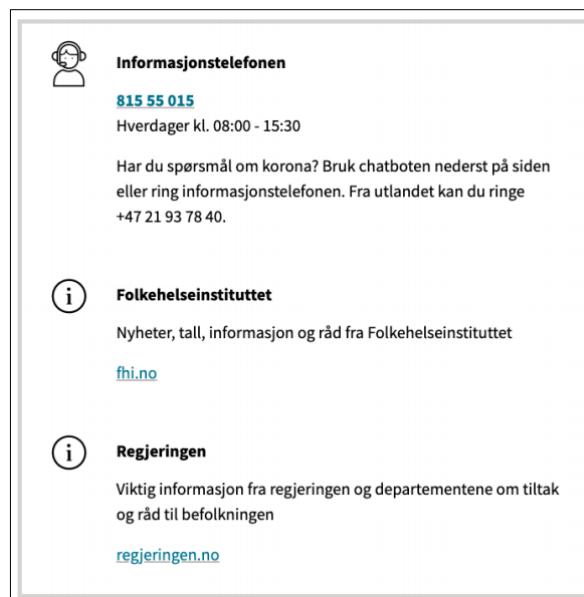 Informasjonstelefonen
815 55 015
Hverdager kl. 08:00 - 15:30
Har du spørsmål om korona? Bruk chatboten nederst på siden
eller ring informasjonstelefonen. Fra utlandet kan du ringe
+47 21 93 78 40.
Folkehelseinstituttet
Nyheter, tall, informasjon og råd fra Folkehelseinstituttet
fhi.no
Regjeringen
Viktig informasjon fra regjeringen og departementene om tiltak
og råd til befolkningen
regjeringen.no